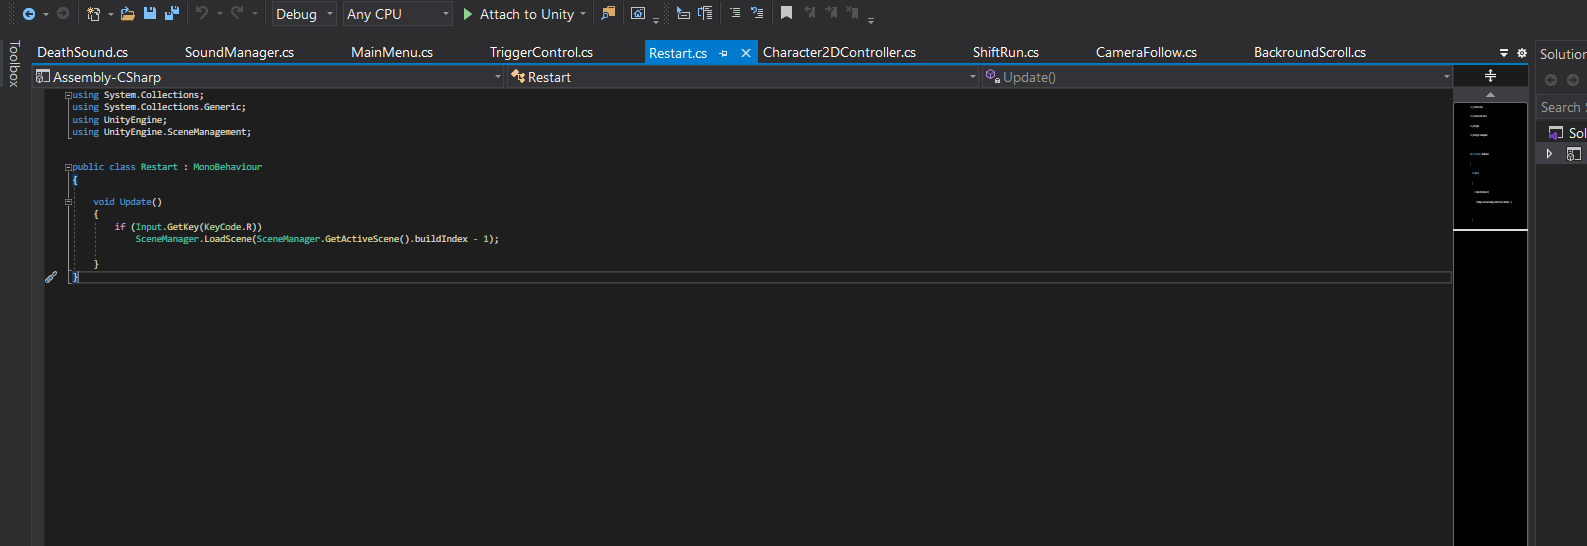 Debug
Any CPU
Attach to Unity
Toolbox
DeathSound.cs
SoundManager.cs
MainMenu.cs
TriggerControl.cs
Restart.cs
Character2DController.cs
ShiftRun.cs
CameraFollow.cs
BackroundScroll.cs
Solution
Assembly-CSharp
Restart
Update()
Search
Sol
using System.Collections;
using System.Collections.Generic;
using UnityEngine;
using UnityEngine.SceneManagement;
public class Restart : MonoBehaviour
{
void Update()
{
if (Input.GetKey(KeyCode.R))
SceneManager.LoadScene(SceneManager.GetActiveScene().buildIndex - 1);
}
}